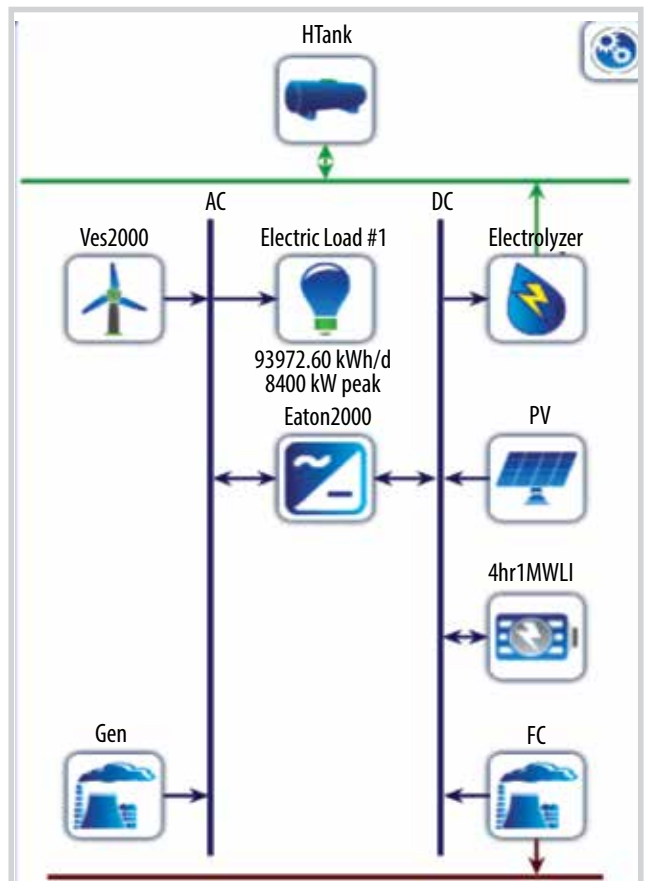 HTank
AC
DC
Ves2000
Electric Load #1
Electrolyzer
93972.60 kWh/d
8400 kW peak
Eaton2000
PV
4hr1MWLI
Gen
FC